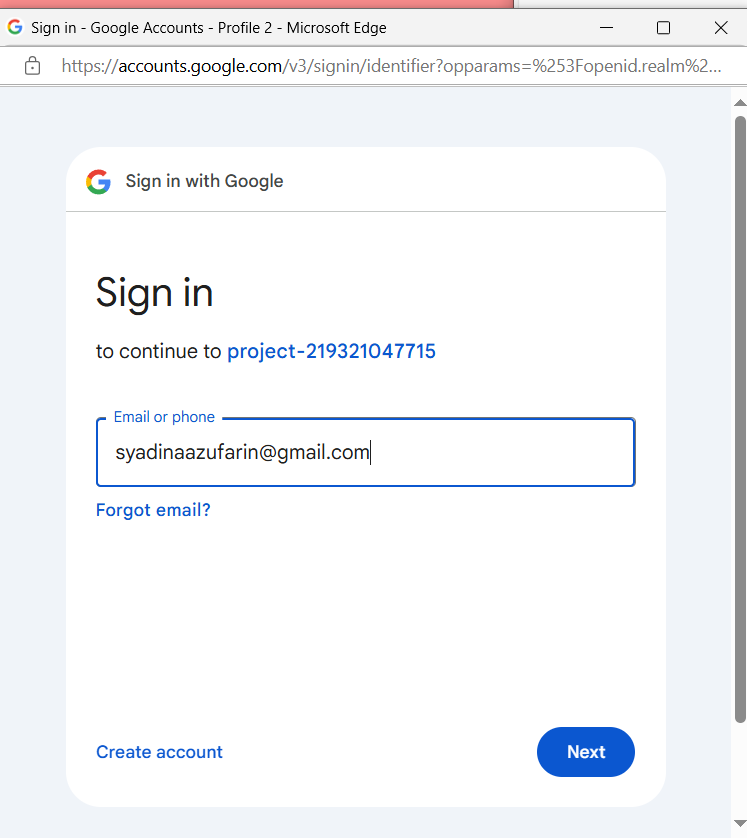 Sign in - Google Accounts - Profile 2 - Microsoft Edge
https://accounts.google.com/v3/signin/identifier?opparams=%253Fopenid.realm%2...
Sign in with Google
Sign in
to continue to project-219321047715
Email or phone
syadinaazufarin@gmail.com
Forgot email?
Create account
Next